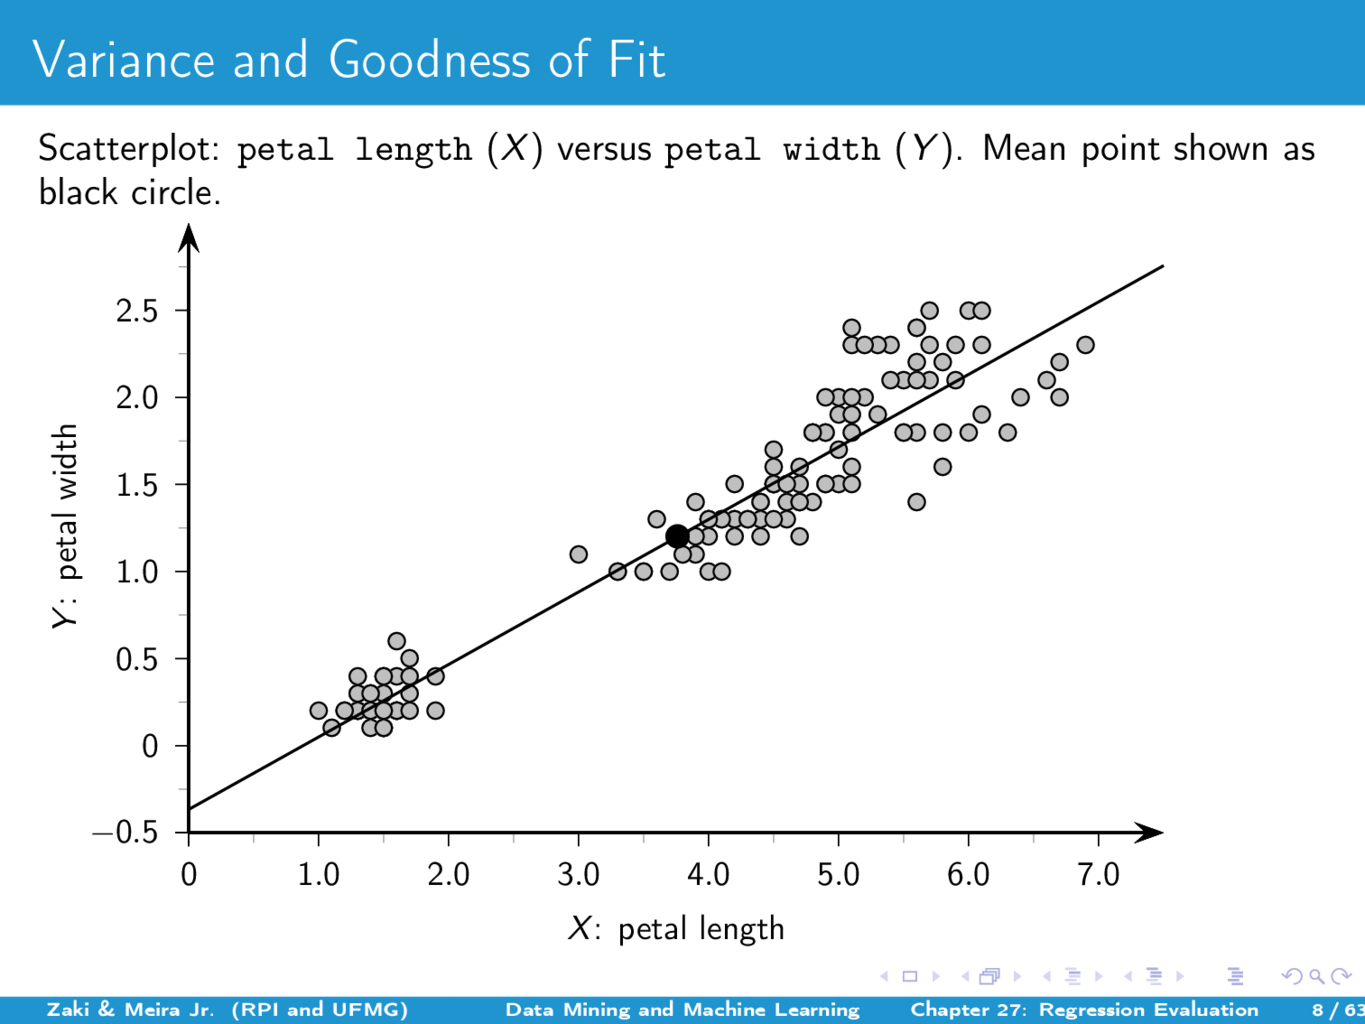 Variance and Goodness of Fit
Scatterplot: petal length (X) versus petal width (Y). Mean point shown as
black circle.
2.5
2.0
1.5
1.0
0.5
0
−0.5
Y: petal width
0 1.0 2.0 3.0 4.0 5.0 6.0 7.0
X: petal length
Zaki & Meira Jr. (RPI and UFMG) Data Mining and Machine Learning Chapter 27: Regression Evaluation 8 / 63